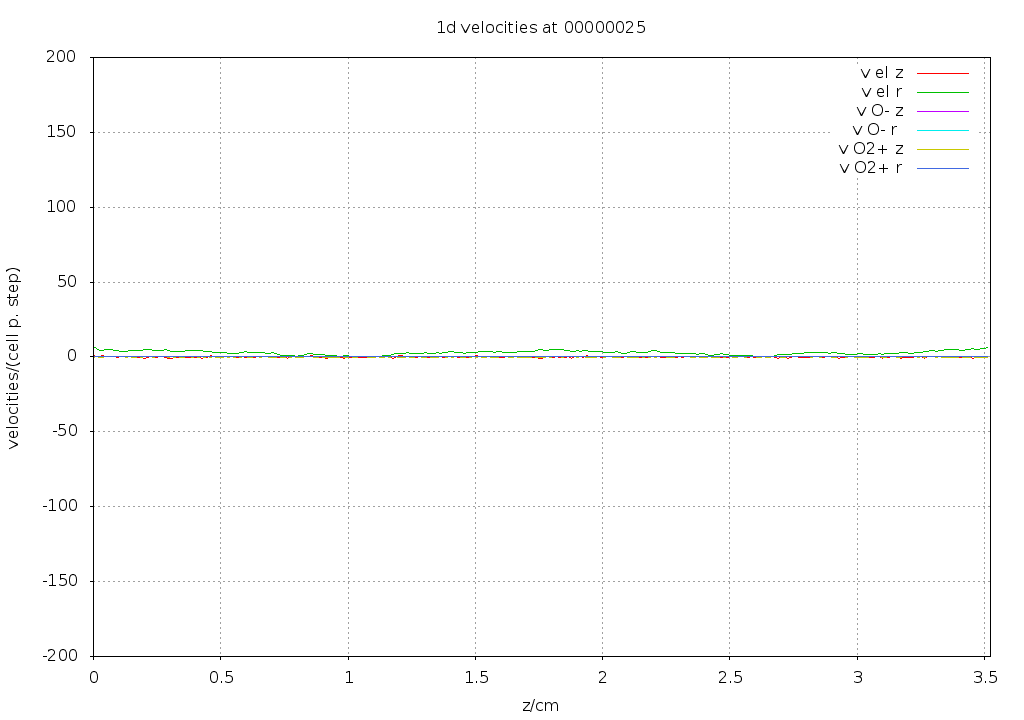 1d velocities at 00000025
200
150
100
50
0
-50
-100
-150
-200
velocities/(cell p. step)
v el z
v el r
v O- z
v O- r
v O2+ z
v O2+ r
0 0.5 1 1.5 2 2.5 3 3.5
z/cm